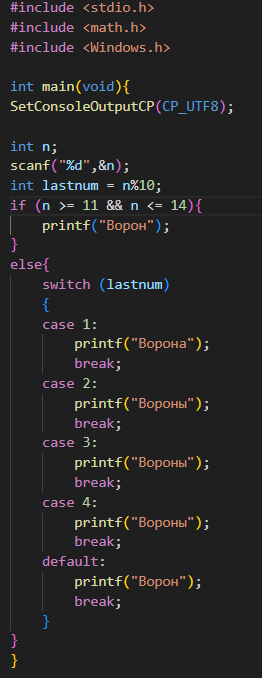 #include <stdio.h>
#include <math.h>
#include <Windows.h>

int main(void){
SetConsoleOutputCP(CP_UTF8);

int n;
scanf("%d",&n);
int lastnum = n%10;
if (n >= 11 && n <= 14){
    printf("Ворон");
}
else{
    switch (lastnum)
    {
    case 1:
        printf("Ворона");
        break;
    case 2:
        printf("Вороны");
        break;
    case 3:
        printf("Вороны");
        break;
    case 4:
        printf("Вороны");
        break;
    default:
        printf("Ворон");
        break;
    }
}
}